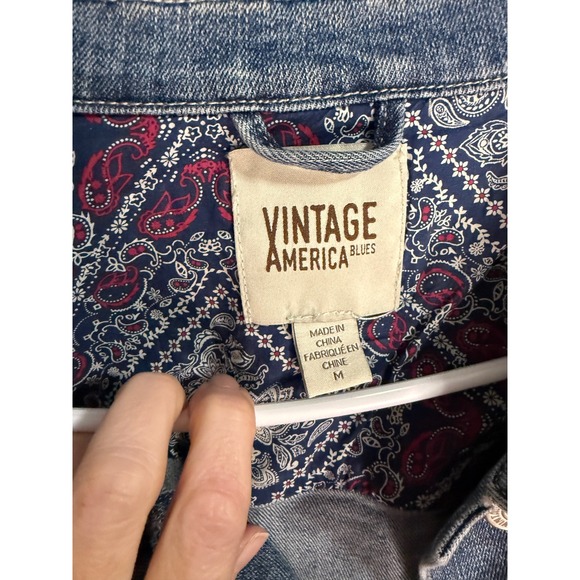 VINTAGE
AMERICA BLUES
MADE IN
CHINA
FABRIQUÉ EN
CHINE
M